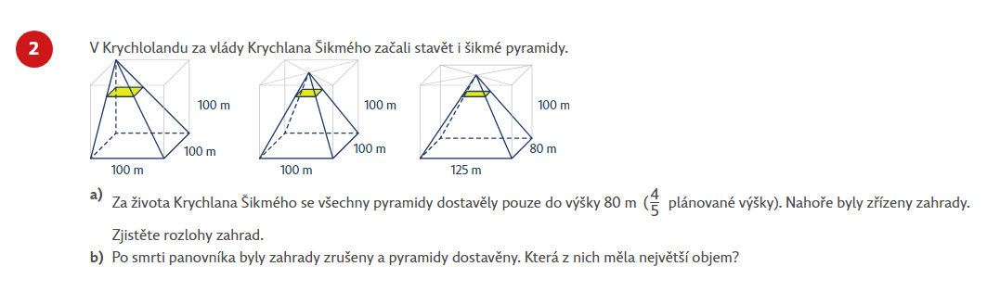 2
V Krychlolandu za vlády Krychlana Šikmého začali stavět i šikmé pyramidy.
100 m 100 m 100 m
100 m 100 m 80 m
100 m 100 m 125 m
a) Za života Krychlana Šikmého se všechny pyramidy dostavěly pouze do výšky 80 m (4/5 plánované výšky). Nahoře byly zřízeny zahrady.
Zjistěte rozlohy zahrad.
b) Po smrti panovníka byly zahrady zrušeny a pyramidy dostavěny. Která z nich měla největší objem?